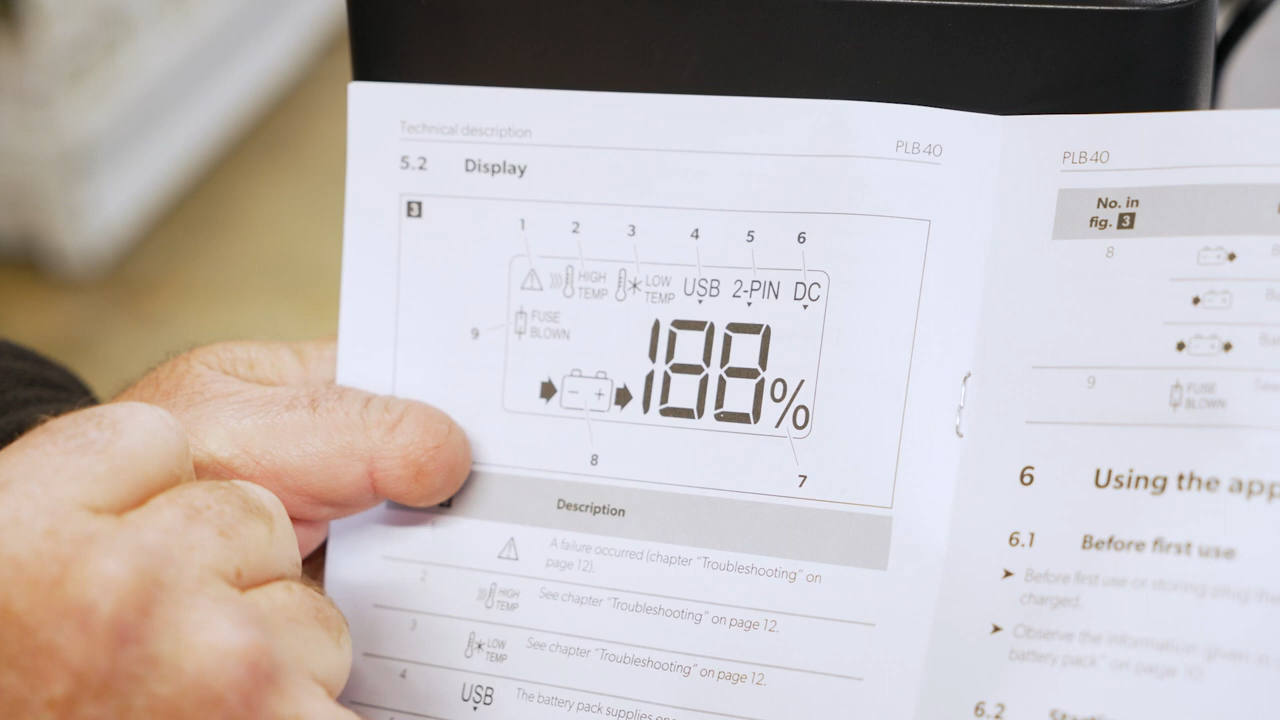 Technical description
PLB40
5.2 Display
3
1 2 3 4 5 6
HIGH TEMP LOW TEMP USB 2-PIN DC
9 FUSE BLOWN
188%
8
7
Description
A failure occurred (chapter "Troubleshooting" on
page 12).
2 HIGH TEMP See chapter "Troubleshooting" on page 12.
3 LOW TEMP See chapter "Troubleshooting" on page 12.
4 USB The battery pack supplies
PLB40
No. in
fig. 3
8
9 FUSE BLOWN
6 Using the
6.1 Before first use
Before first use or storing plug the
charged.
Observe the information given in
battery pack" on page 10.
6.2